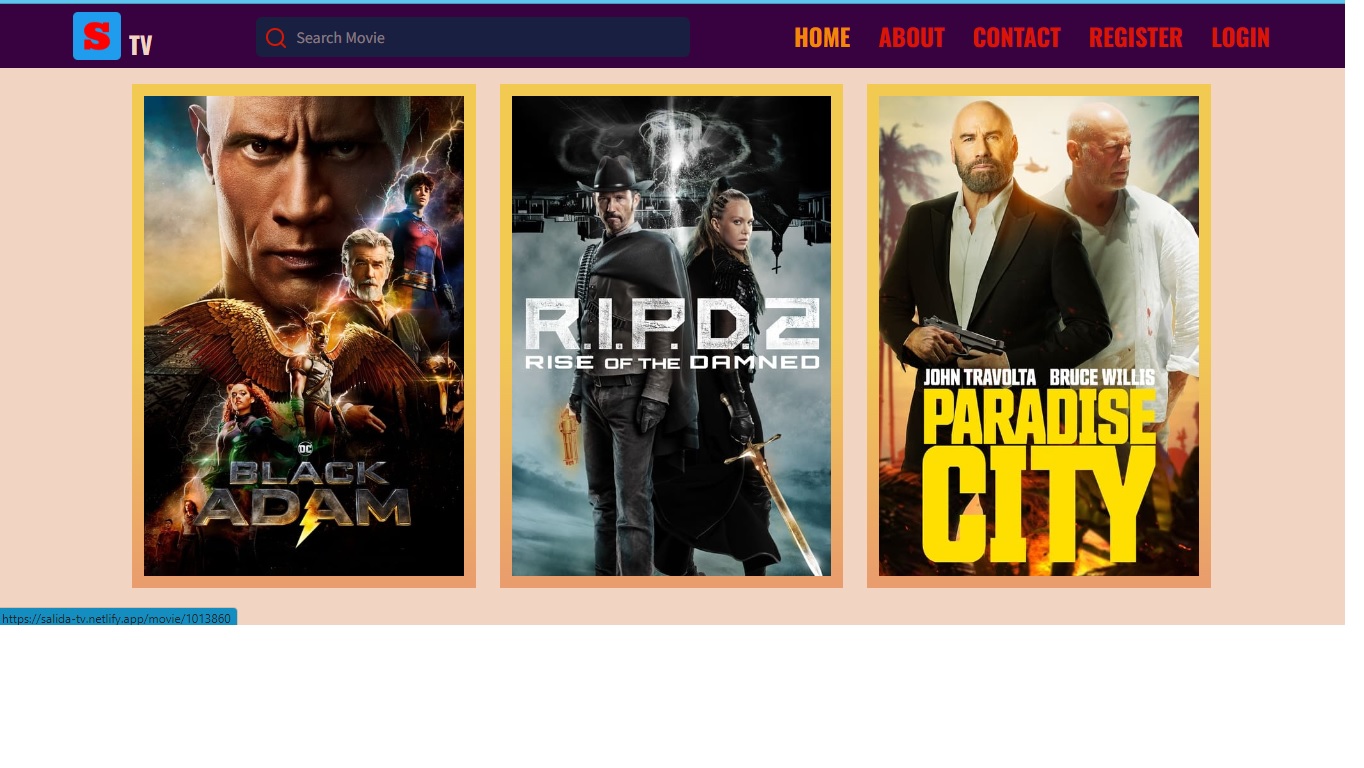 S TV
Search Movie
HOME ABOUT CONTACT REGISTER LOGIN
DC
BLACK
ADAM
R.I.P.D.2
RISE OF THE DAMNED
JOHN TRAVOLTA BRUCE WILLIS
PARADISE
CITY
https://salida-tv.netlify.app/movie/1013860